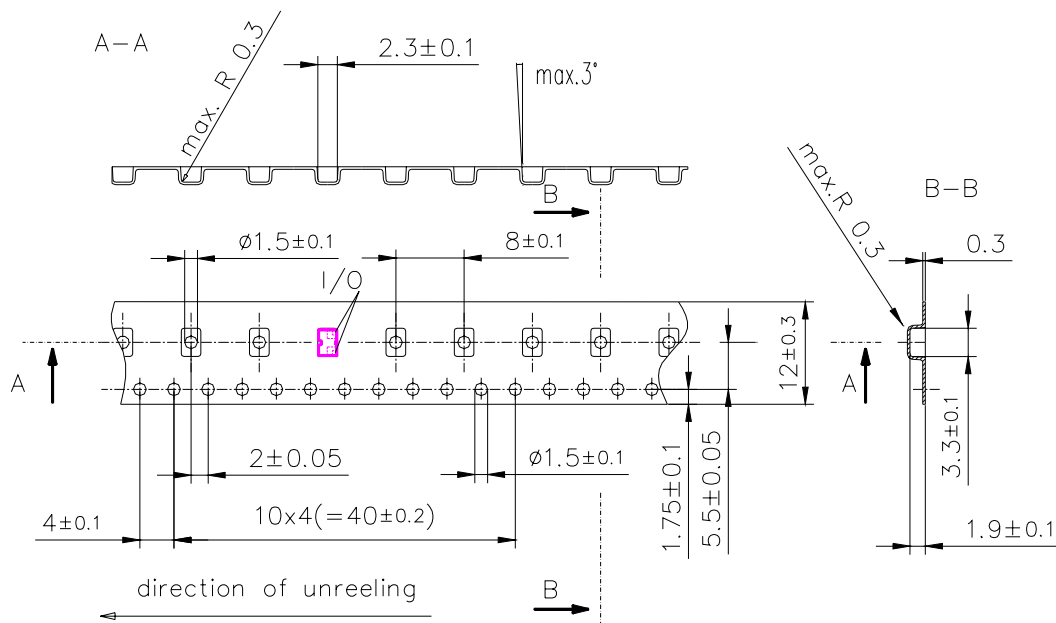 A-A
max. R 0.3
2.3±0.1
max.3°
B
B-B
max.R 0.3
ø1.5±0.1
8±0.1
0.3
I/O
A
12±0.3
A
2±0.05
ø1.5±0.1
1.75±0.1
5.5±0.05
3.3±0.1
4±0.1
10x4(=40±0.2)
1.9±0.1
direction of unreeling
B